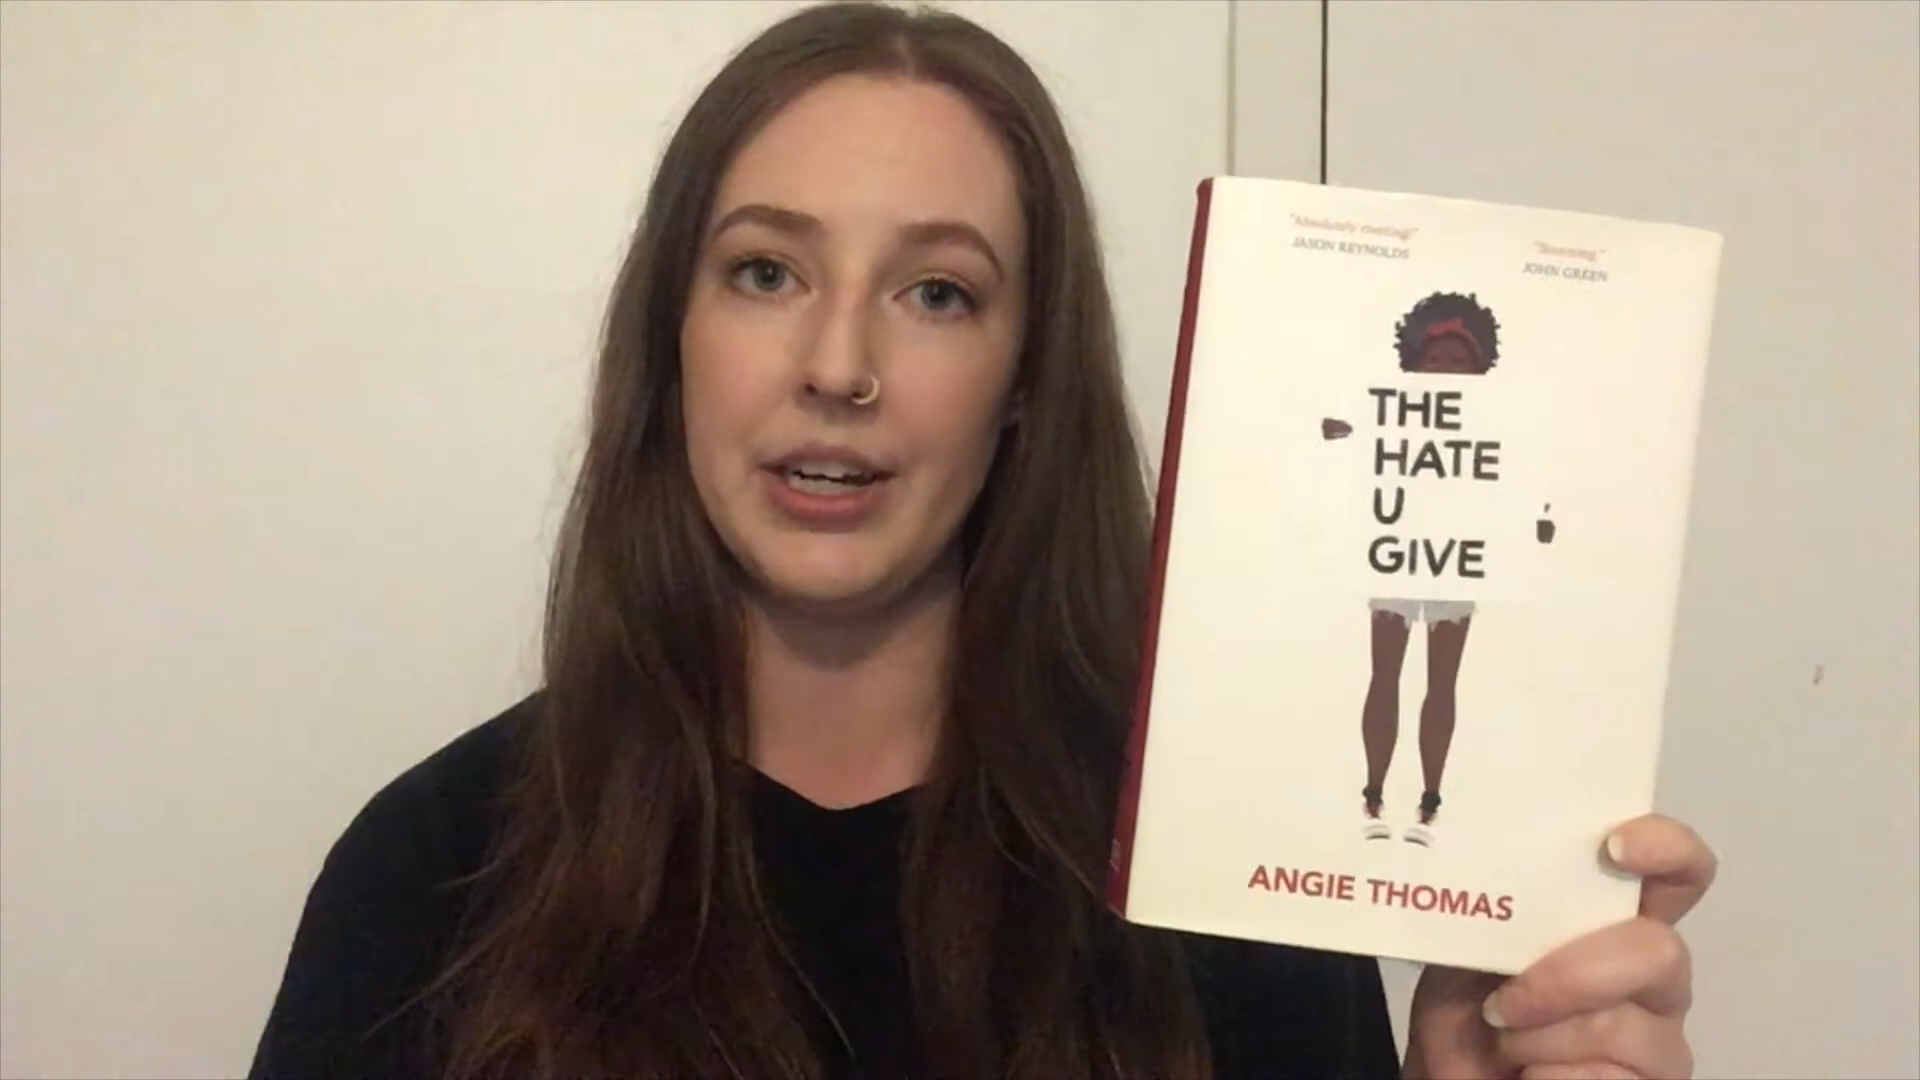 "Absolutely riveting!"
JASON REYNOLDS
"Stunning."
JOHN GREEN
THE
HATE
U
GIVE
ANGIE THOMAS